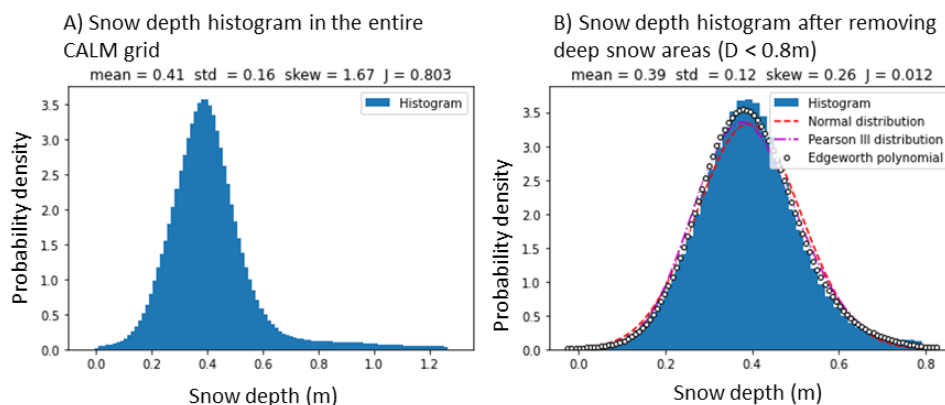 A) Snow depth histogram in the entire
CALM grid
mean = 0.41 std = 0.16 skew = 1.67 J = 0.803
Histogram
3.5
3.0
2.5
2.0
1.5
1.0
0.5
0.0
Probability density
0.0 0.2 0.4 0.6 0.8 1.0 1.2
Snow depth (m)
B) Snow depth histogram after removing
deep snow areas (D < 0.8m)
mean = 0.39 std = 0.12 skew = 0.26 J = 0.012
Histogram
Normal distribution
Pearson III distribution
Edgeworth polynomial
3.5
3.0
2.5
2.0
1.5
1.0
0.5
0.0
Probability density
0.0 0.2 0.4 0.6 0.8
Snow depth (m)